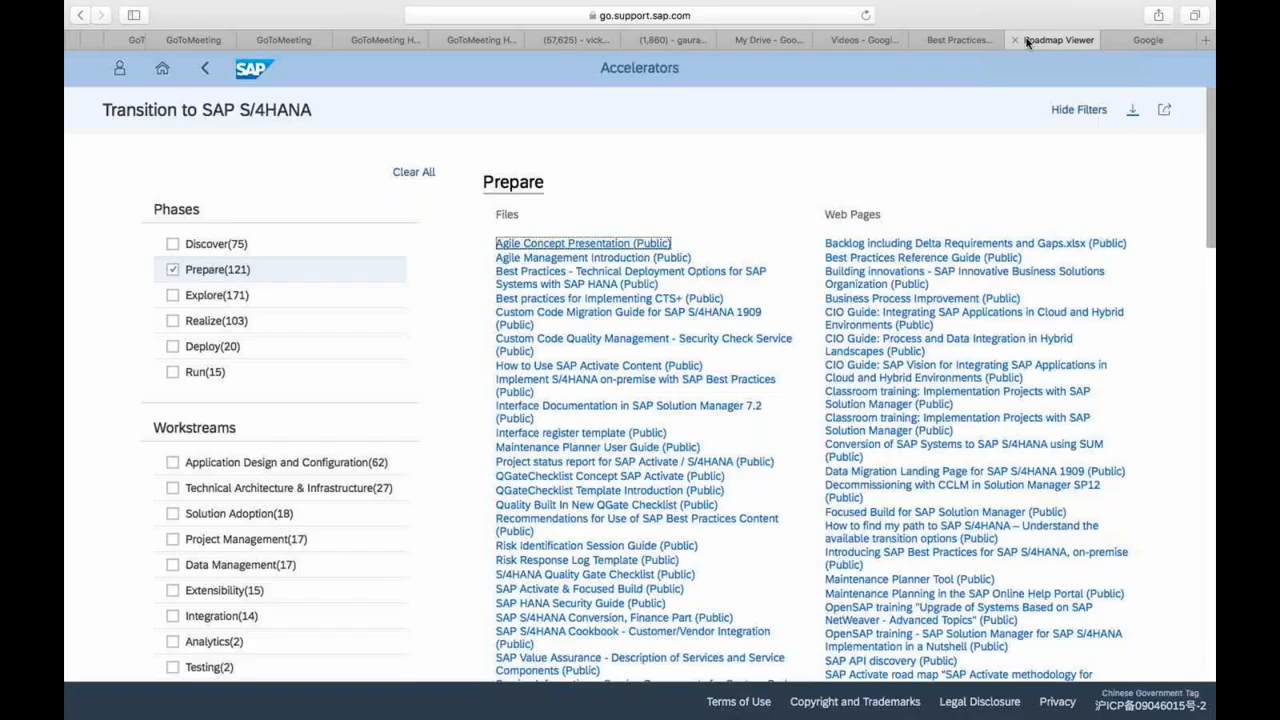 go.support.sap.com
GoT
GoToMeeting
GoToMeeting
GoToMeeting H...
GoToMeeting H...
(57,625) - vick...
(1,860) - gaura...
My Drive - Goo...
Videos - Googl...
Best Practices...
Roadmap Viewer
Google
SAP
Accelerators
Transition to SAP S/4HANA
Hide Filters
Clear All
Phases
Discover(75)
Prepare(121)
Explore(171)
Realize(103)
Deploy(20)
Run(15)
Workstreams
Application Design and Configuration(62)
Technical Architecture & Infrastructure(27)
Solution Adoption(18)
Project Management(17)
Data Management(17)
Extensibility(15)
Integration(14)
Analytics(2)
Testing(2)
Prepare
Files
Agile Concept Presentation (Public)
Agile Management Introduction (Public)
Best Practices - Technical Deployment Options for SAP
Systems with SAP HANA (Public)
Best practices for Implementing CTS+ (Public)
Custom Code Migration Guide for SAP S/4HANA 1909
(Public)
Custom Code Quality Management - Security Check Service
(Public)
How to Use SAP Activate Content (Public)
Implement S/4HANA on-premise with SAP Best Practices
(Public)
Interface Documentation in SAP Solution Manager 7.2
(Public)
Interface register template (Public)
Maintenance Planner User Guide (Public)
Project status report for SAP Activate / S/4HANA (Public)
QGateChecklist Concept SAP Activate (Public)
QGateChecklist Template Introduction (Public)
Quality Built In New QGate Checklist (Public)
Recommendations for Use of SAP Best Practices Content
(Public)
Risk Identification Session Guide (Public)
Risk Response Log Template (Public)
S/4HANA Quality Gate Checklist (Public)
SAP Activate & Focused Build (Public)
SAP HANA Security Guide (Public)
SAP S/4HANA Conversion, Finance Part (Public)
SAP S/4HANA Cookbook - Customer/Vendor Integration
(Public)
SAP Value Assurance - Description of Services and Service
Components (Public)
Web Pages
Backlog including Delta Requirements and Gaps.xlsx (Public)
Best Practices Reference Guide (Public)
Building innovations - SAP Innovative Business Solutions
Organization (Public)
Business Process Improvement (Public)
CIO Guide: Integrating SAP Applications in Cloud and Hybrid
Environments (Public)
CIO Guide: Process and Data Integration in Hybrid
Landscapes (Public)
CIO Guide: SAP Vision for Integrating SAP Applications in
Cloud and Hybrid Environments (Public)
Classroom training: Implementation Projects with SAP
Solution Manager (Public)
Classroom training: Implementation Projects with SAP
Solution Manager (Public)
Conversion of SAP Systems to SAP S/4HANA using SUM
(Public)
Data Migration Landing Page for SAP S/4HANA 1909 (Public)
Decommissioning with CCLM in Solution Manager SP12
(Public)
Focused Build for SAP Solution Manager (Public)
How to find my path to SAP S/4HANA – Understand the
available transition options (Public)
Introducing SAP Best Practices for SAP S/4HANA, on-premise
(Public)
Maintenance Planner Tool (Public)
Maintenance Planning in the SAP Online Help Portal (Public)
OpenSAP training "Upgrade of Systems Based on SAP
NetWeaver - Advanced Topics" (Public)
OpenSAP training - SAP Solution Manager for SAP S/4HANA
Implementation in a Nutshell (Public)
SAP API discovery (Public)
SAP Activate road map "SAP Activate methodology for
Terms of Use
Copyright and Trademarks
Legal Disclosure
Privacy
Chinese Government Tag
沪ICP备09046015号-2